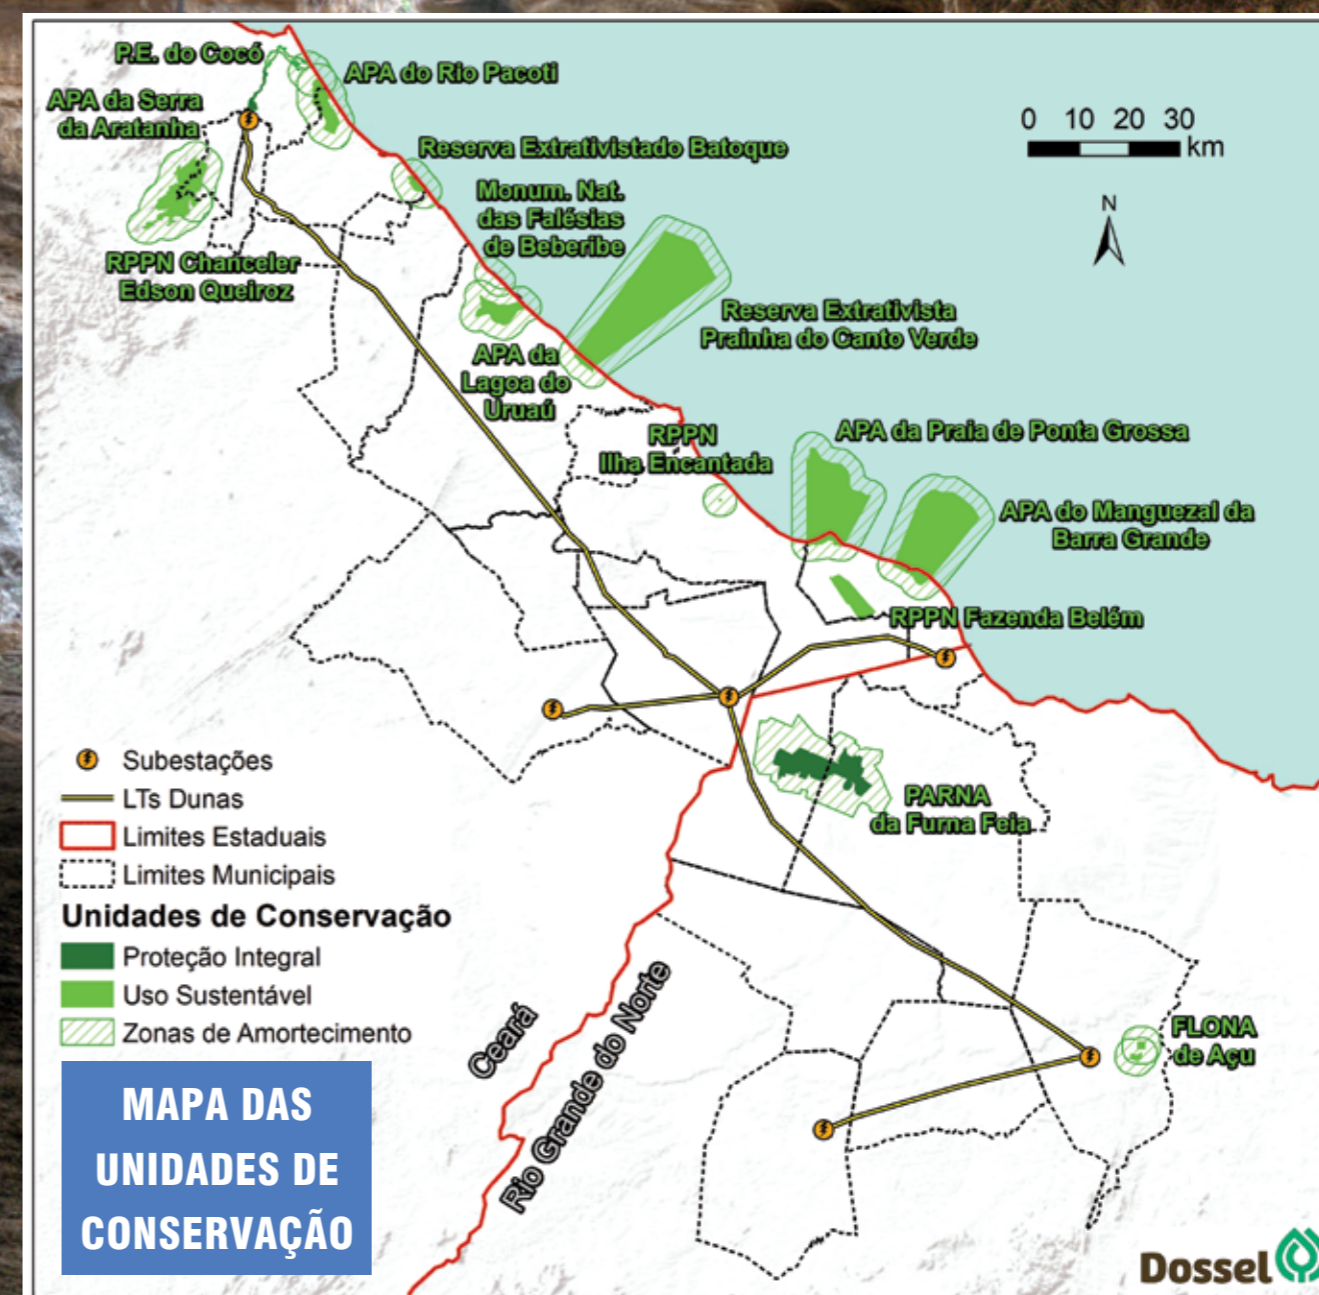 P.E. do Cocó
APA do Rio Pacoti
APA da Serra
da Aratanha
Reserva Extrativistado Batoque
Monum. Nat.
das Falésias
de Beberibe
RPPN Chanceler
Edson Queiroz
Reserva Extrativista
Prainha do Canto Verde
APA da
Lagoa do
Uruaú
RPPN
Ilha Encantada
APA da Praia de Ponta Grossa
APA do Manguezal da
Barra Grande
RPPN Fazenda Belém
PARNA
da Furna Feia
FLONA
de Açu
0 10 20 30
km
N
Subestações
LTs Dunas
Limites Estaduais
Limites Municipais
Unidades de Conservação
Proteção Integral
Uso Sustentável
Zonas de Amortecimento
Ceará
Rio Grande do Norte
MAPA DAS
UNIDADES DE
CONSERVAÇÃO
Dossel